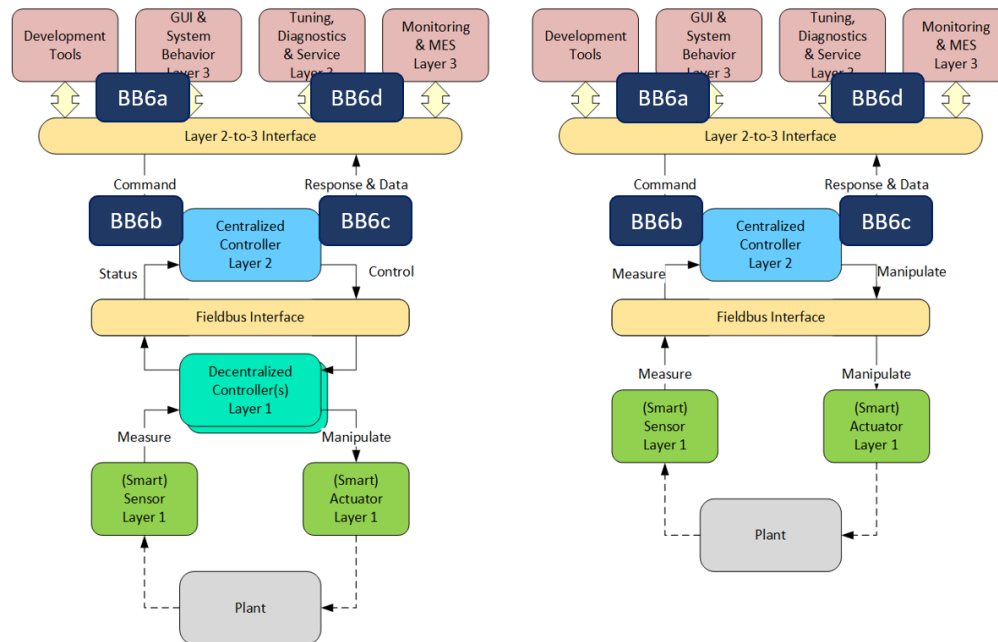 Development
Tools
GUI &
System
Behavior
Layer 3
Tuning,
Diagnostics
& Service
Monitoring
& MES
Layer 3
BB6a
BB6d
Layer 2-to-3 Interface
Command
Response & Data
BB6b
Centralized
Controller
Layer 2
BB6c
Status
Control
Fieldbus Interface
Decentralized
Controller(s)
Layer 1
Measure
Manipulate
(Smart)
Sensor
Layer 1
(Smart)
Actuator
Layer 1
Plant
Development
Tools
GUI &
System
Behavior
Layer 3
Tuning,
Diagnostics
& Service
Monitoring
& MES
Layer 3
BB6a
BB6d
Layer 2-to-3 Interface
Command
Response & Data
BB6b
Centralized
Controller
Layer 2
BB6c
Measure
Manipulate
Fieldbus Interface
Measure
Manipulate
(Smart)
Sensor
Layer 1
(Smart)
Actuator
Layer 1
Plant